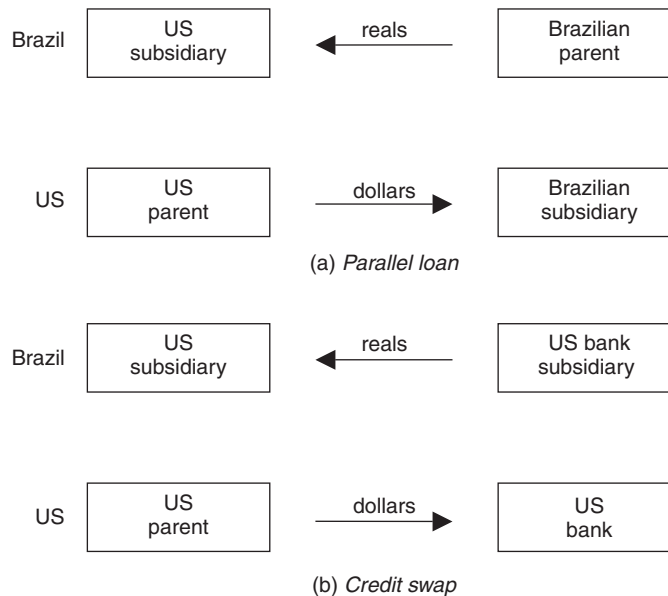 Brazil
US
subsidiary
reals
Brazilian
parent
US
US
parent
dollars
Brazilian
subsidiary
(a) Parallel loan
Brazil
US
subsidiary
reals
US bank
subsidiary
US
US
parent
dollars
US
bank
(b) Credit swap